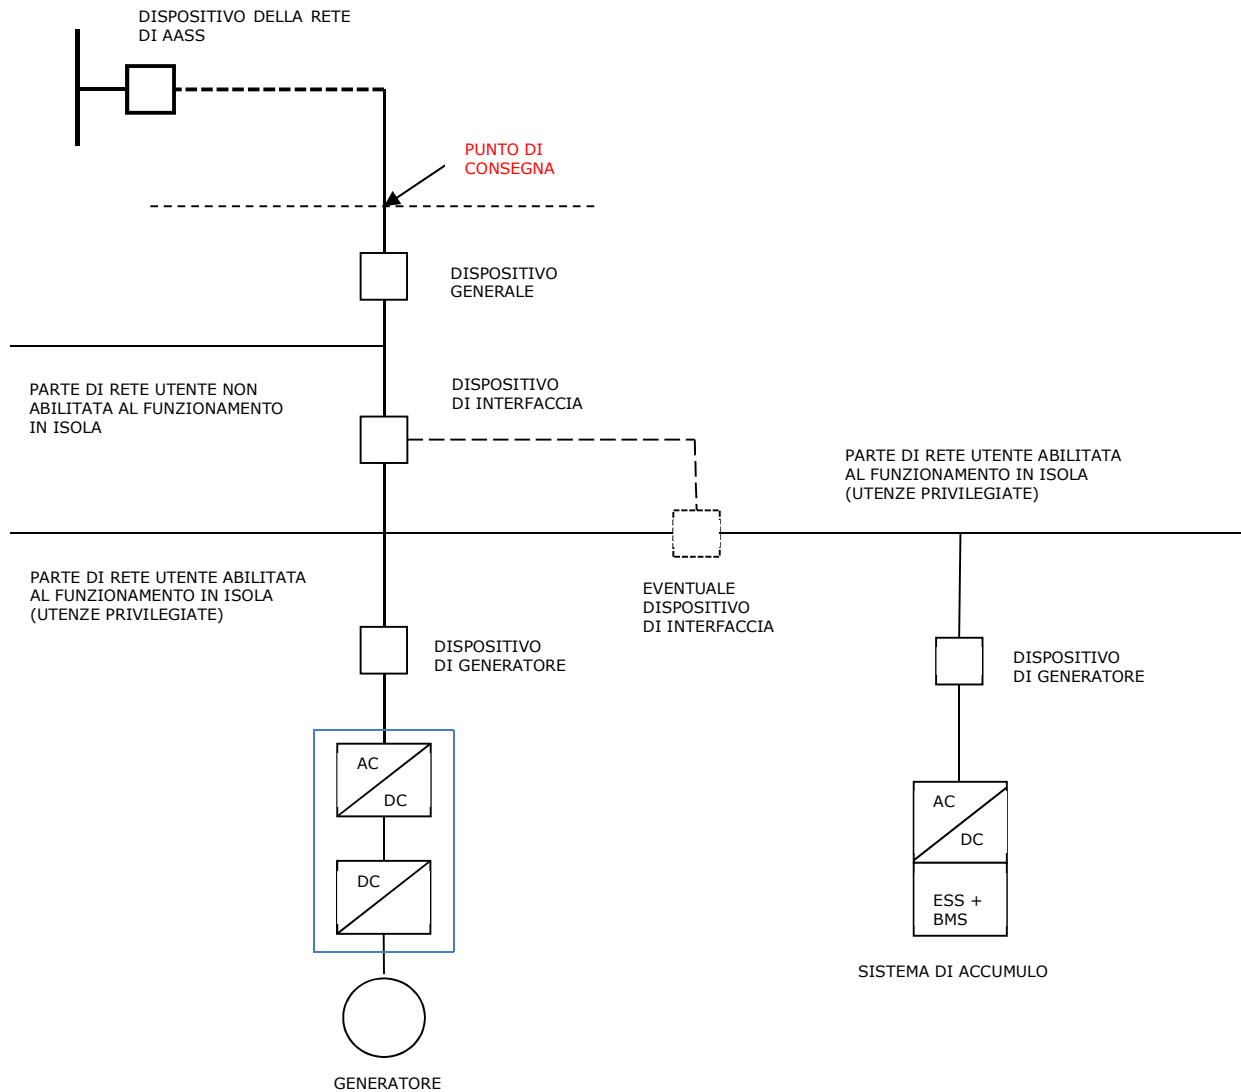 DISPOSITIVO DELLA RETE
DI AASS
PUNTO DI
CONSEGNA
DISPOSITIVO
GENERALE
PARTE DI RETE UTENTE NON
ABILITATA AL FUNZIONAMENTO
IN ISOLA
DISPOSITIVO
DI INTERFACCIA
PARTE DI RETE UTENTE ABILITATA
AL FUNZIONAMENTO IN ISOLA
(UTENZE PRIVILEGIATE)
PARTE DI RETE UTENTE ABILITATA
AL FUNZIONAMENTO IN ISOLA
(UTENZE PRIVILEGIATE)
EVENTUALE
DISPOSITIVO
DI INTERFACCIA
DISPOSITIVO
DI GENERATORE
DISPOSITIVO
DI GENERATORE
AC
DC
DC
AC
DC
ESS +
BMS
SISTEMA DI ACCUMULO
GENERATORE